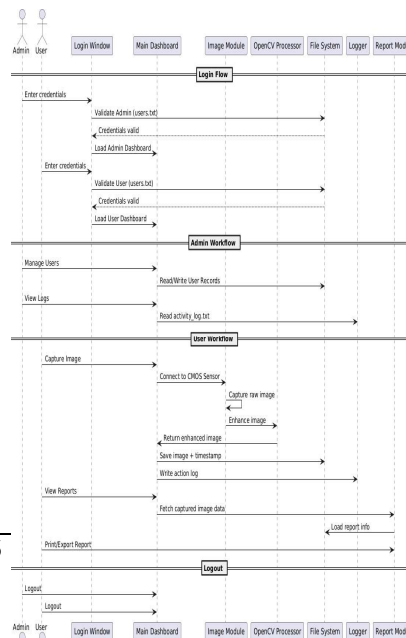 Admin User Login Window Main Dashboard Image Module OpenCV Processor File System Logger Report Mod
Login Flow
Enter credentials
Validate Admin (users.txt)
Credentials valid
Load Admin Dashboard
Enter credentials
Validate User (users.txt)
Credentials valid
Load User Dashboard
Admin Workflow
Manage Users
Read/Write User Records
View Logs
Read activity_log.txt
User Workflow
Capture Image
Connect to CMOS Sensor
Capture raw image
Enhance image
Return enhanced image
Save image + timestamp
Write action log
View Reports
Fetch captured image data
Load report info
Print/Export Report
Logout
Logout
Logout
Admin User Login Window Main Dashboard Image Module OpenCV Processor File System Logger Report Mod